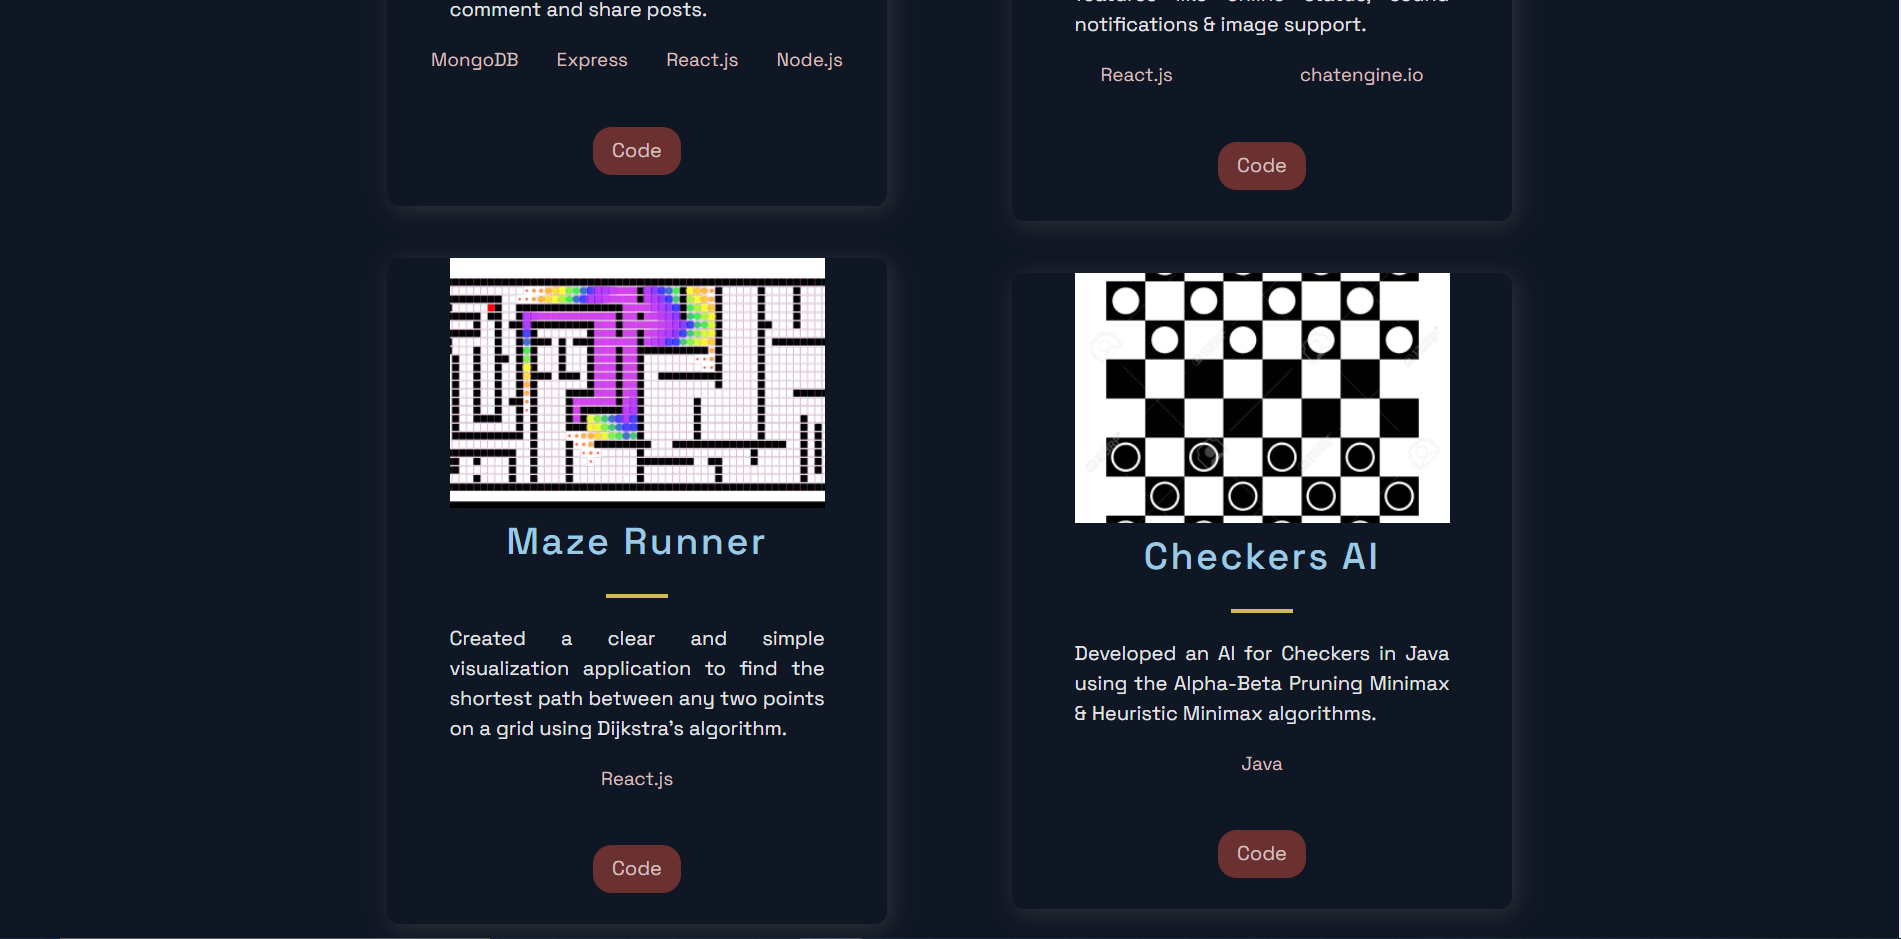 comment and share posts.
MongoDB Express React.js Node.js
Code
notifications & image support.
React.js chatengine.io
Code
Maze Runner
Created a clear and simple
visualization application to find the
shortest path between any two points
on a grid using Dijkstra's algorithm.
React.js
Code
Checkers AI
Developed an AI for Checkers in Java
using the Alpha-Beta Pruning Minimax
& Heuristic Minimax algorithms.
Java
Code